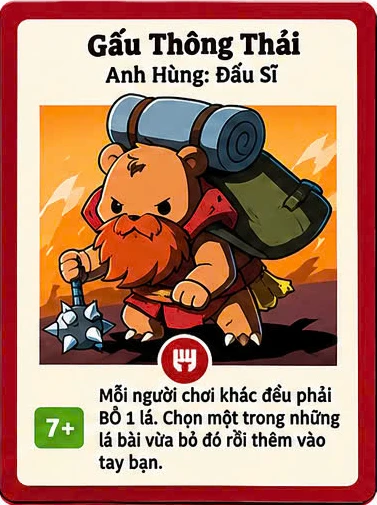 Gấu Thông Thái
Anh Hùng: Đấu Sĩ
Mỗi người chơi khác đều phải
BỎ 1 lá. Chọn một trong những
7+
lá bài vừa bỏ đó rồi thêm vào
tay bạn.